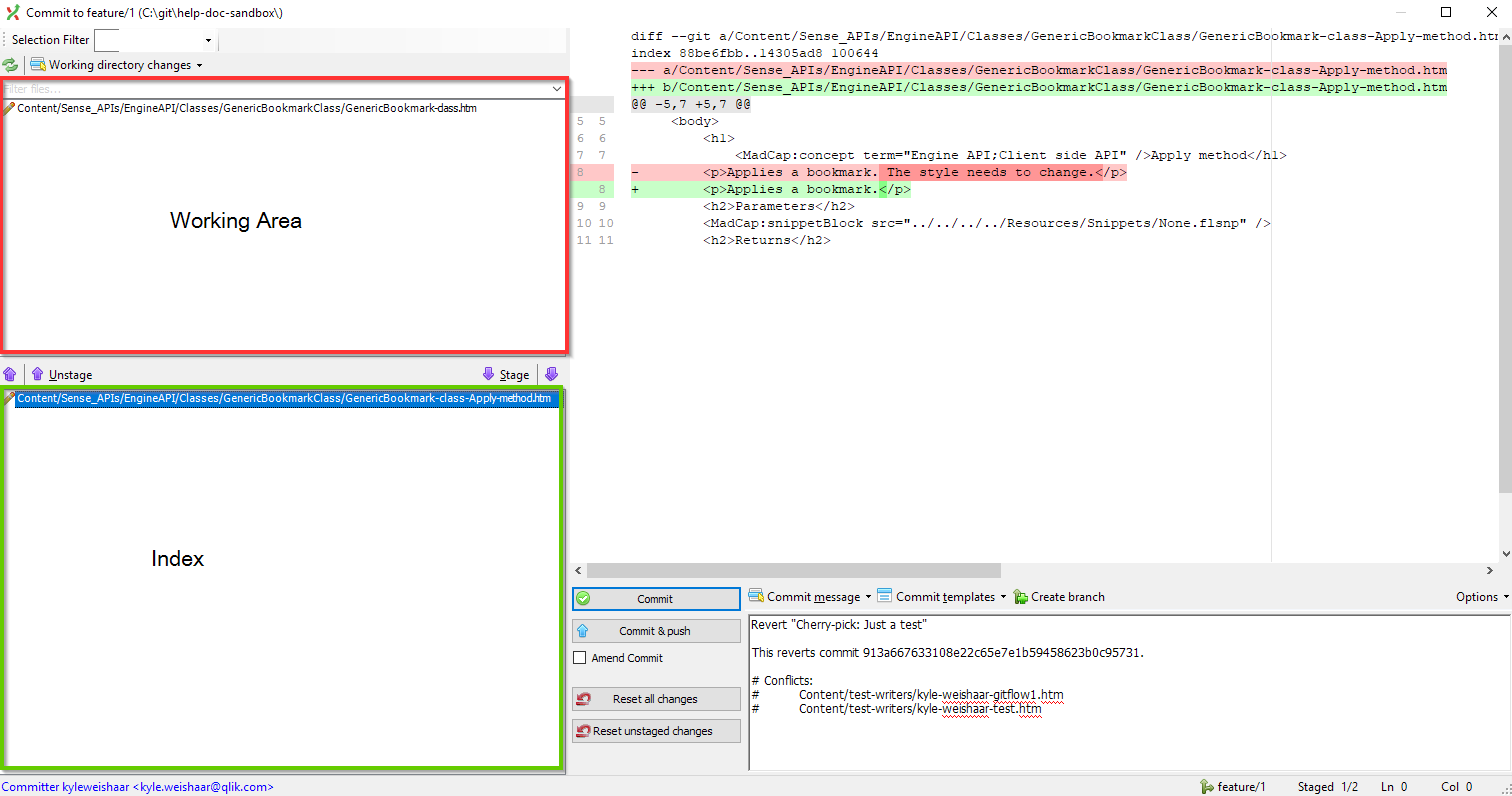 Commit to feature/1 (C:\git\help-doc-sandbox\)
Selection Filter
Working directory changes
Filter files...
Content/Sense_APIs/EngineAPI/Classes/GenericBookmarkClass/GenericBookmark-class.htm
Working Area
Unstage
Stage
Content/Sense_APIs/EngineAPI/Classes/GenericBookmarkClass/GenericBookmark-class-Apply-method.htm
Index
diff --git a/Content/Sense_APIs/EngineAPI/Classes/GenericBookmarkClass/GenericBookmark-class-Apply-method.htm
index 88be6fbb..14305ad8 100644
--- a/Content/Sense_APIs/EngineAPI/Classes/GenericBookmarkClass/GenericBookmark-class-Apply-method.htm
+++ b/Content/Sense_APIs/EngineAPI/Classes/GenericBookmarkClass/GenericBookmark-class-Apply-method.htm
@@ -5,7 +5,7 @@
5 5 <body>
6 6 <h1>
7 7 <MadCap:concept term="Engine API;Client side API" />Apply method</h1>
8 - <p>Applies a bookmark. The style needs to change.</p>
8 + <p>Applies a bookmark.</p>
9 9 <h2>Parameters</h2>
10 10 <MadCap:snippetBlock src="../../../../Resources/Snippets/None.flsnp" />
11 11 <h2>Returns</h2>
Commit
Commit & push
Amend Commit
Reset all changes
Reset unstaged changes
Commit message
Commit templates
Create branch
Options
Revert "Cherry-pick: Just a test"
This reverts commit 913a667633108e22c65e7e1b59458623b0c95731.
# Conflicts:
# Content/test-writers/kyle-weishaar-gitflow1.htm
# Content/test-writers/kyle-weishaar-test.htm
Committer kyleweishaar <kyle.weishaar@qlik.com>
feature/1
Staged 1/2
Ln 0
Col 0